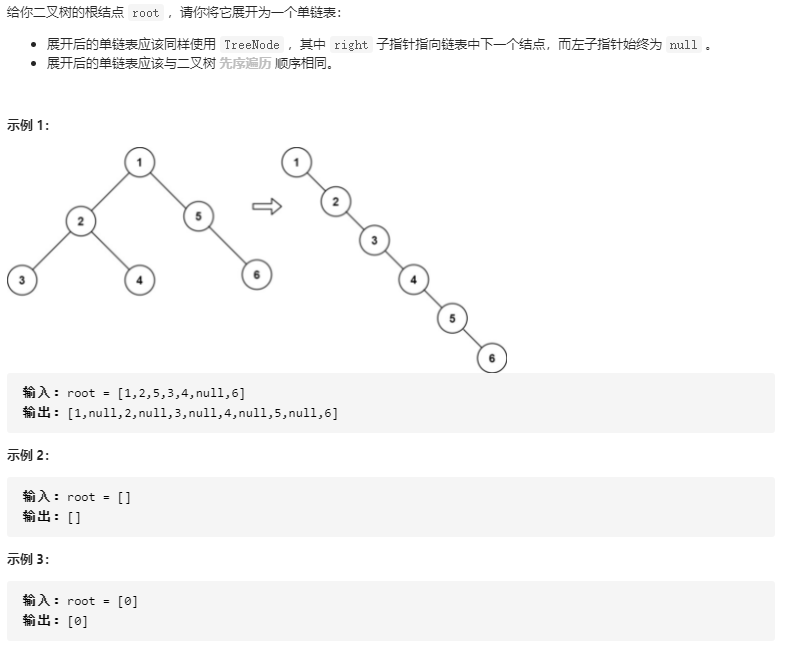 给你二叉树的根结点 root ，请你将它展开为一个单链表：
展开后的单链表应该同样使用 TreeNode ，其中 right 子指针指向链表中下一个结点，而左子指针始终为 null 。
展开后的单链表应该与二叉树 先序遍历 顺序相同。
示例 1：
1
2 5
3 4 6
1
2
3
4
5
6
输入：root = [1,2,5,3,4,null,6]
输出：[1,null,2,null,3,null,4,null,5,null,6]
示例 2：
输入：root = []
输出：[]
示例 3：
输入：root = [0]
输出：[0]